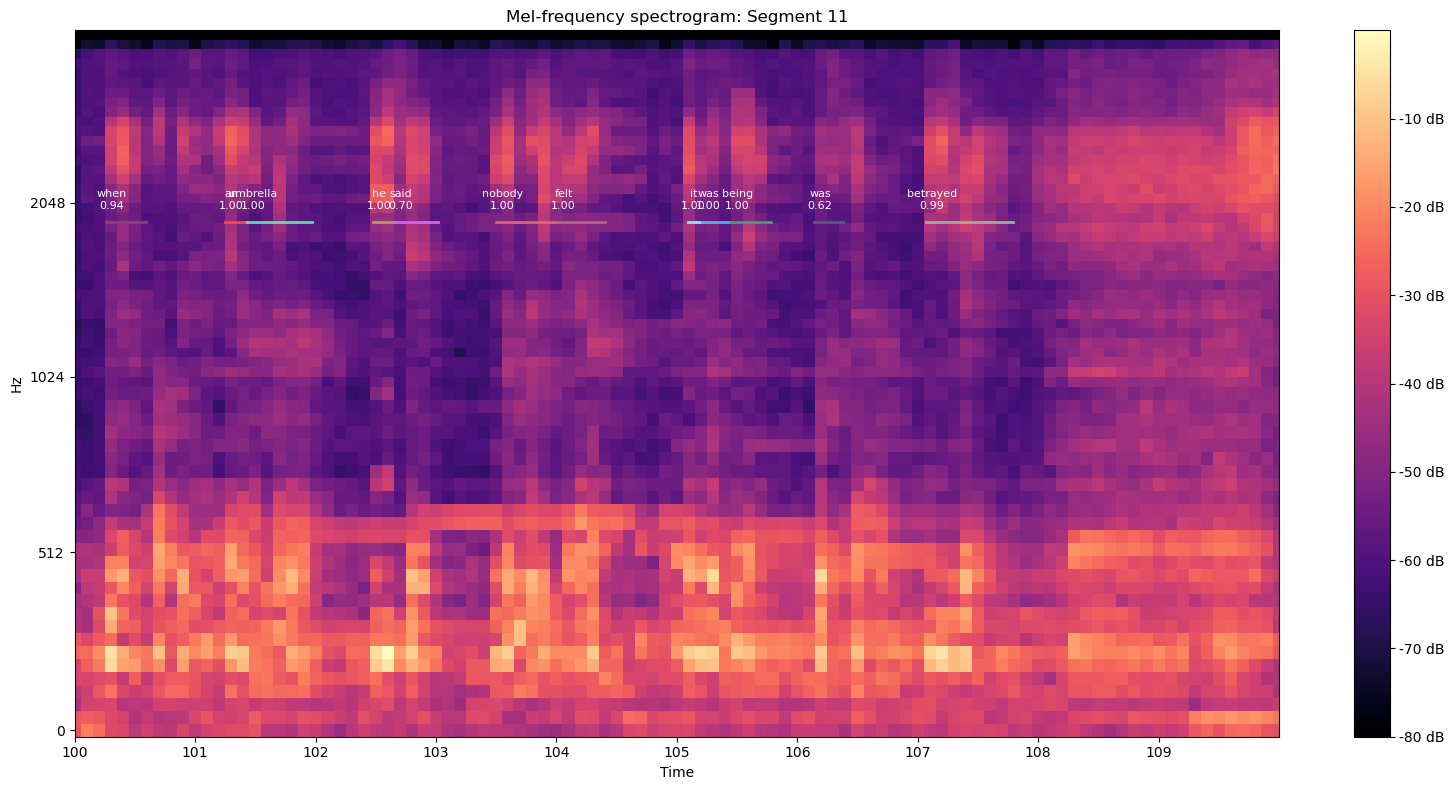 Mel-frequency spectrogram: Segment 11
when an umbrella he said nobody felt it was being was betrayed
0.94 1.00 1.00 1.00 0.70 1.00 1.00 1.00 1.00 1.00 0.62 0.99
2048
1024
512
0
Hz
100 101 102 103 104 105 106 107 108 109
Time
-10 dB
-20 dB
-30 dB
-40 dB
-50 dB
-60 dB
-70 dB
-80 dB